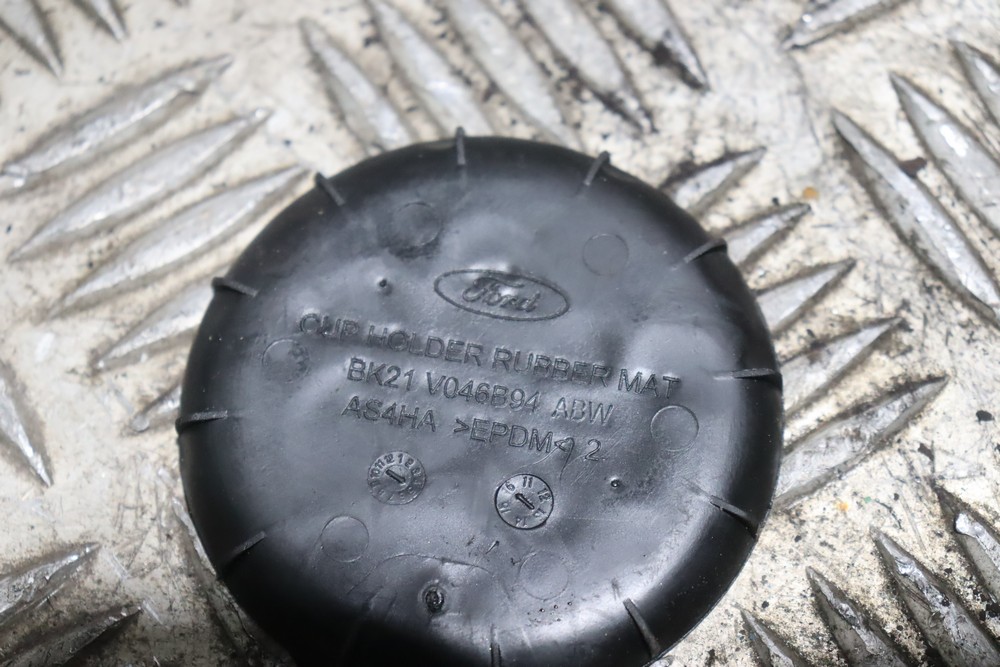 Ford
CUP HOLDER RUBBER MAT
BK21 V046B94 ABW
AS4HA >EPDM< 2